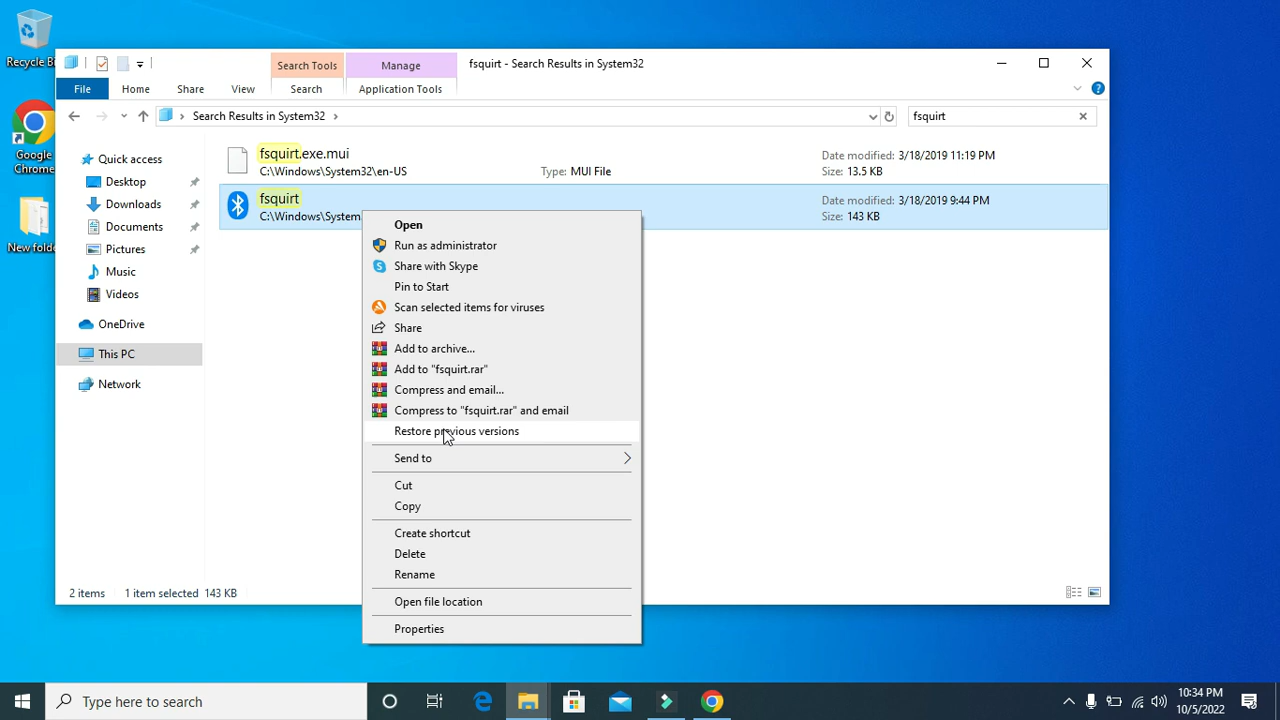 Recycle Bi
Google
Chrome
New folde
Search Tools
Manage
fsquirt - Search Results in System32
File
Home
Share
View
Search
Application Tools
Search Results in System32
fsquirt
Quick access
Desktop
Downloads
Documents
Pictures
Music
Videos
OneDrive
This PC
Network
fsquirt.exe.mui
C:\Windows\System32\en-US
Type: MUI File
Date modified: 3/18/2019 11:19 PM
Size: 13.5 KB
fsquirt
C:\Windows\System
Date modified: 3/18/2019 9:44 PM
Size: 143 KB
Open
Run as administrator
Share with Skype
Pin to Start
Scan selected items for viruses
Share
Add to archive...
Add to "fsquirt.rar"
Compress and email...
Compress to "fsquirt.rar" and email
Restore previous versions
Send to
Cut
Copy
Create shortcut
Delete
Rename
Open file location
Properties
2 items
1 item selected 143 KB
Type here to search
10:34 PM
10/5/2022